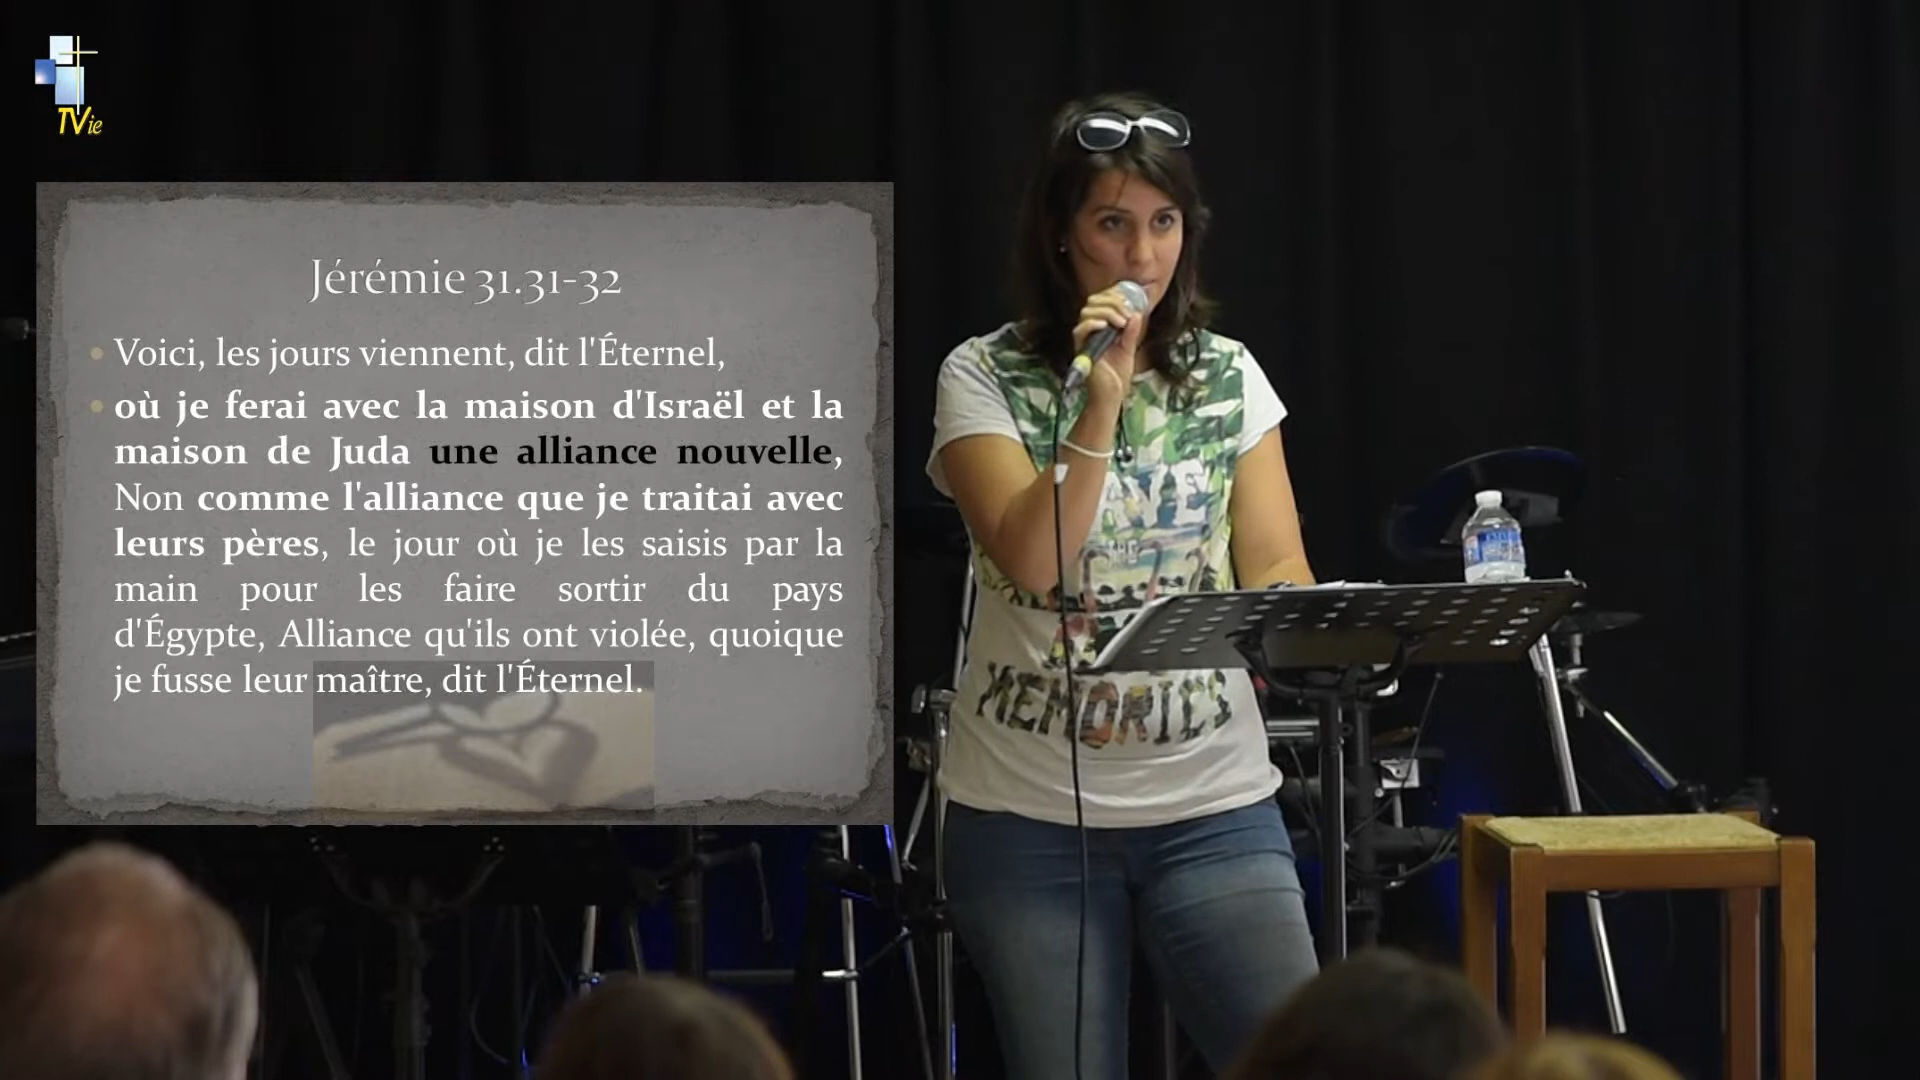 TVie
Jérémie 31.31-32
• Voici, les jours viennent, dit l'Éternel,
• où je ferai avec la maison d'Israël et la
maison de Juda une alliance nouvelle,
Non comme l'alliance que je traitai avec
leurs pères, le jour où je les saisis par la
main pour les faire sortir du pays
d'Égypte, Alliance qu'ils ont violée, quoique
je fusse leur maître, dit l'Éternel.
MEMORIES